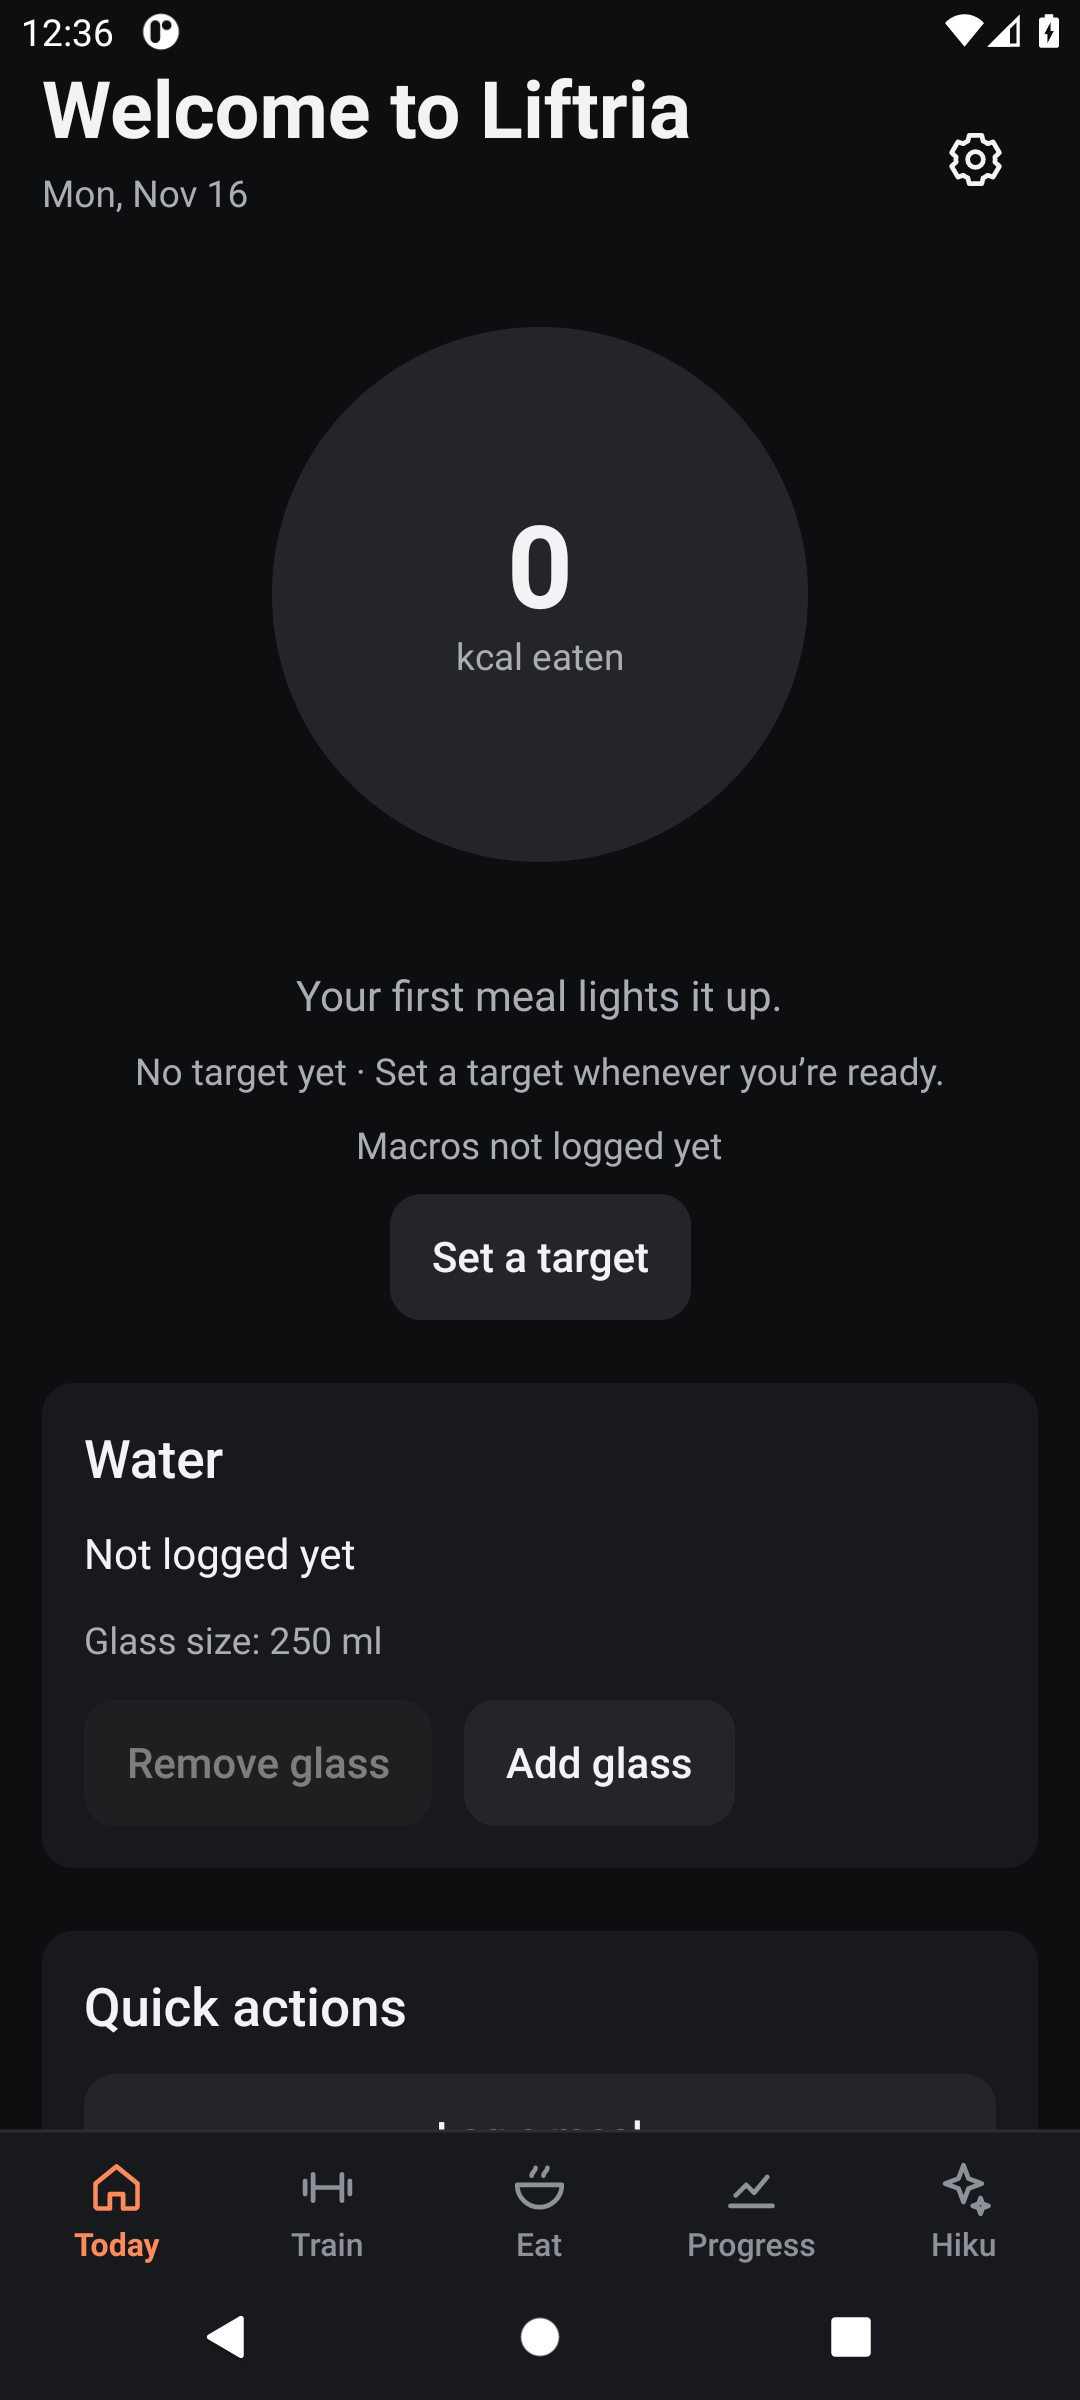 12:36
Welcome to Liftria
Mon, Nov 16
0
kcal eaten
Your first meal lights it up.
No target yet · Set a target whenever you’re ready.
Macros not logged yet
Set a target
Water
Not logged yet
Glass size: 250 ml
Remove glass
Add glass
Quick actions
Today
Train
Eat
Progress
Hiku